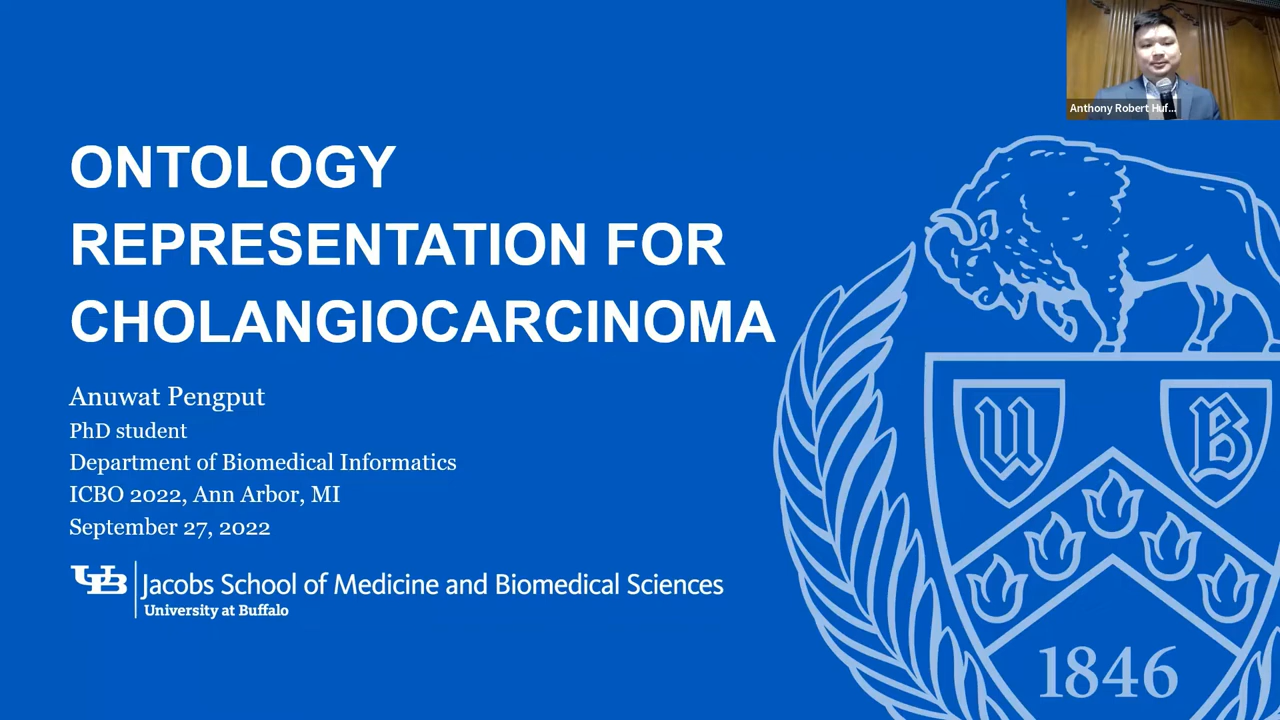 Anthony Robert Huf...
ONTOLOGY
REPRESENTATION FOR
CHOLANGIOCARCINOMA
Anuwat Pengput
PhD student
Department of Biomedical Informatics
ICBO 2022, Ann Arbor, MI
September 27, 2022
UB Jacobs School of Medicine and Biomedical Sciences
University at Buffalo
U B
1846